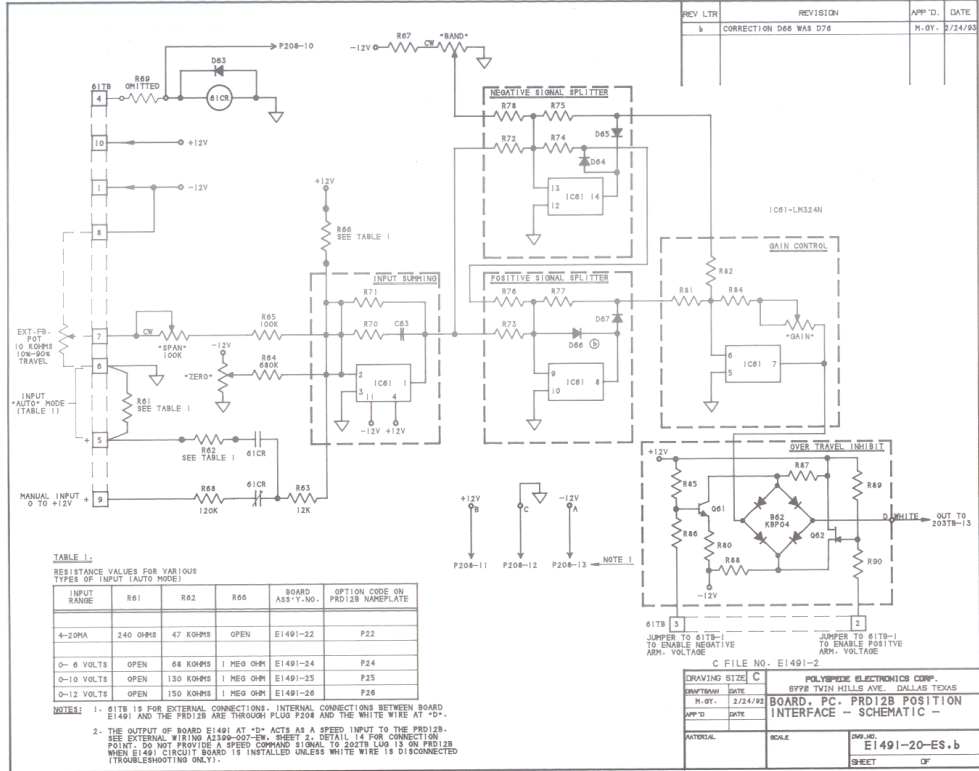 REV LTR REVISION APP'D. DATE
b CORRECTION D66 WAS D76 M.GY. 2/24/93
P208-10
-12V R67 CW "BAND"
D63
R69
OMITTED
61TB
4
61CR
10 +12V
1 -12V
8
NEGATIVE SIGNAL SPLITTER
R78 R75
R72 R74 D65
D64
13
IC61 14
12
IC61-LM324N
+12V
R66
SEE TABLE 1
GAIN CONTROL
R82
R81 R84
"GAIN"
6
IC61 7
5
INPUT SUMMING
R71
R70 C63
2
IC61 1
3
11 4
-12V +12V
POSITIVE SIGNAL SPLITTER
R76 R77
R73 D67
D66 b
9
IC61 8
10
EXT.FB.
POT
10 KOHMS
10%-90%
TRAVEL
7 CW
"SPAN"
100K
R65
100K
-12V
R64
680K
"ZERO"
6
INPUT
"AUTO" MODE
(TABLE 1)
R61
SEE TABLE 1
+ 5
R62
SEE TABLE 1
61CR
MANUAL INPUT
0 TO +12V
+ 9
R68
120K
61CR
R63
12K
OVER TRAVEL INHIBIT
+12V
R85 R87 R89
Q61
B62
KBP04
R86 R80
Q62
R88 R90
-12V
D WHITE OUT TO
203TB-13
+12V
B
C
-12V
A
P208-11 P208-12 P208-13 NOTE 1
61TB 3
JUMPER TO 61TB-1
TO ENABLE NEGATIVE
ARM. VOLTAGE
2
JUMPER TO 61TB-1
TO ENABLE POSITIVE
ARM. VOLTAGE
TABLE 1.
RESISTANCE VALUES FOR VARIOUS
TYPES OF INPUT (AUTO MODE)
INPUT RANGE R61 R62 R66 BOARD ASS'Y.NO. OPTION CODE ON PRD12B NAMEPLATE
4-20MA 240 OHMS 47 KOHMS OPEN E1491-22 P22
0- 6 VOLTS OPEN 68 KOHMS 1 MEG OHM E1491-24 P24
0-10 VOLTS OPEN 130 KOHMS 1 MEG OHM E1491-25 P25
0-12 VOLTS OPEN 150 KOHMS 1 MEG OHM E1491-26 P26
NOTES: 1. 61TB IS FOR EXTERNAL CONNECTIONS. INTERNAL CONNECTIONS BETWEEN BOARD
E1491 AND THE PRD12B ARE THROUGH PLUG P208 AND THE WHITE WIRE AT "D".
2. THE OUTPUT OF BOARD E1491 AT "D" ACTS AS A SPEED INPUT TO THE PRD12B.
SEE EXTERNAL WIRING A2399-007-EW, SHEET 2, DETAIL 14 FOR CONNECTION
POINT. DO NOT PROVIDE A SPEED COMMAND SIGNAL TO 202TB LUG 13 ON PRD12B
WHEN E1491 CIRCUIT BOARD IS INSTALLED UNLESS WHITE WIRE IS DISCONNECTED
(TROUBLESHOOTING ONLY).
C FILE NO. E1491-2
DRAWING SIZE C
POLYSPEDE ELECTRONICS CORP.
6770 TWIN HILLS AVE. DALLAS TEXAS
DRAFTSMAN DATE
M.GY. 2/24/92
BOARD. PC. PRD12B POSITION
INTERFACE - SCHEMATIC -
APP'D DATE
MATERIAL SCALE DWG.NO.
E1491-20-ES.b
SHEET OF